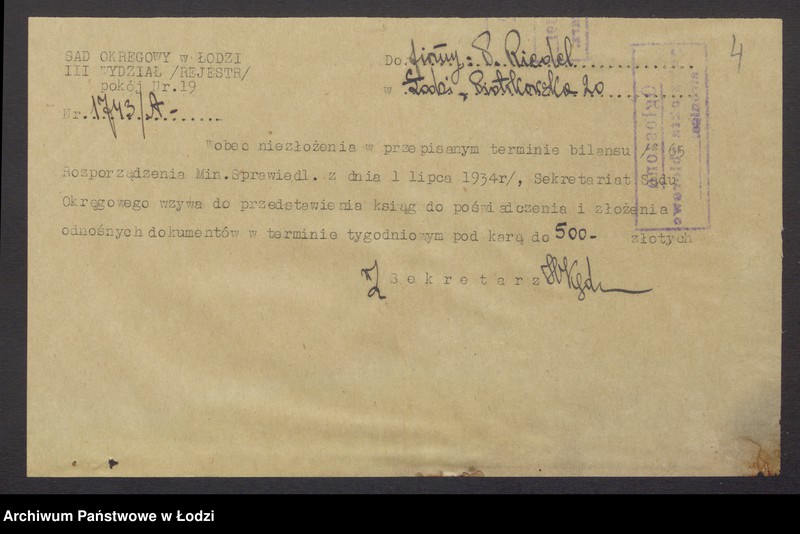 SAD OKRĘGOWY w ŁODZI
III WYDZIAŁ /REJESTR/
pokój Nr.19
Nr.1743/A-
4
Do firmy: S. Riedel
w Łodzi, Piotrkowska 20
Wobec niezłożenia w przepisanym terminie bilansu /§ 65
Rozporządzenia Min.Sprawiedl. z dnia 1 lipca 1934r/, Sekretariat Sądu
Okręgowego wzywa do przedstawienia ksiąg do poświadczenia i złożenia
odnośnych dokumentów w terminie tygodniowym pod karą do 500- złotych
Sekretarz
Ogłoszono
Archiwum Państwowe w Łodzi